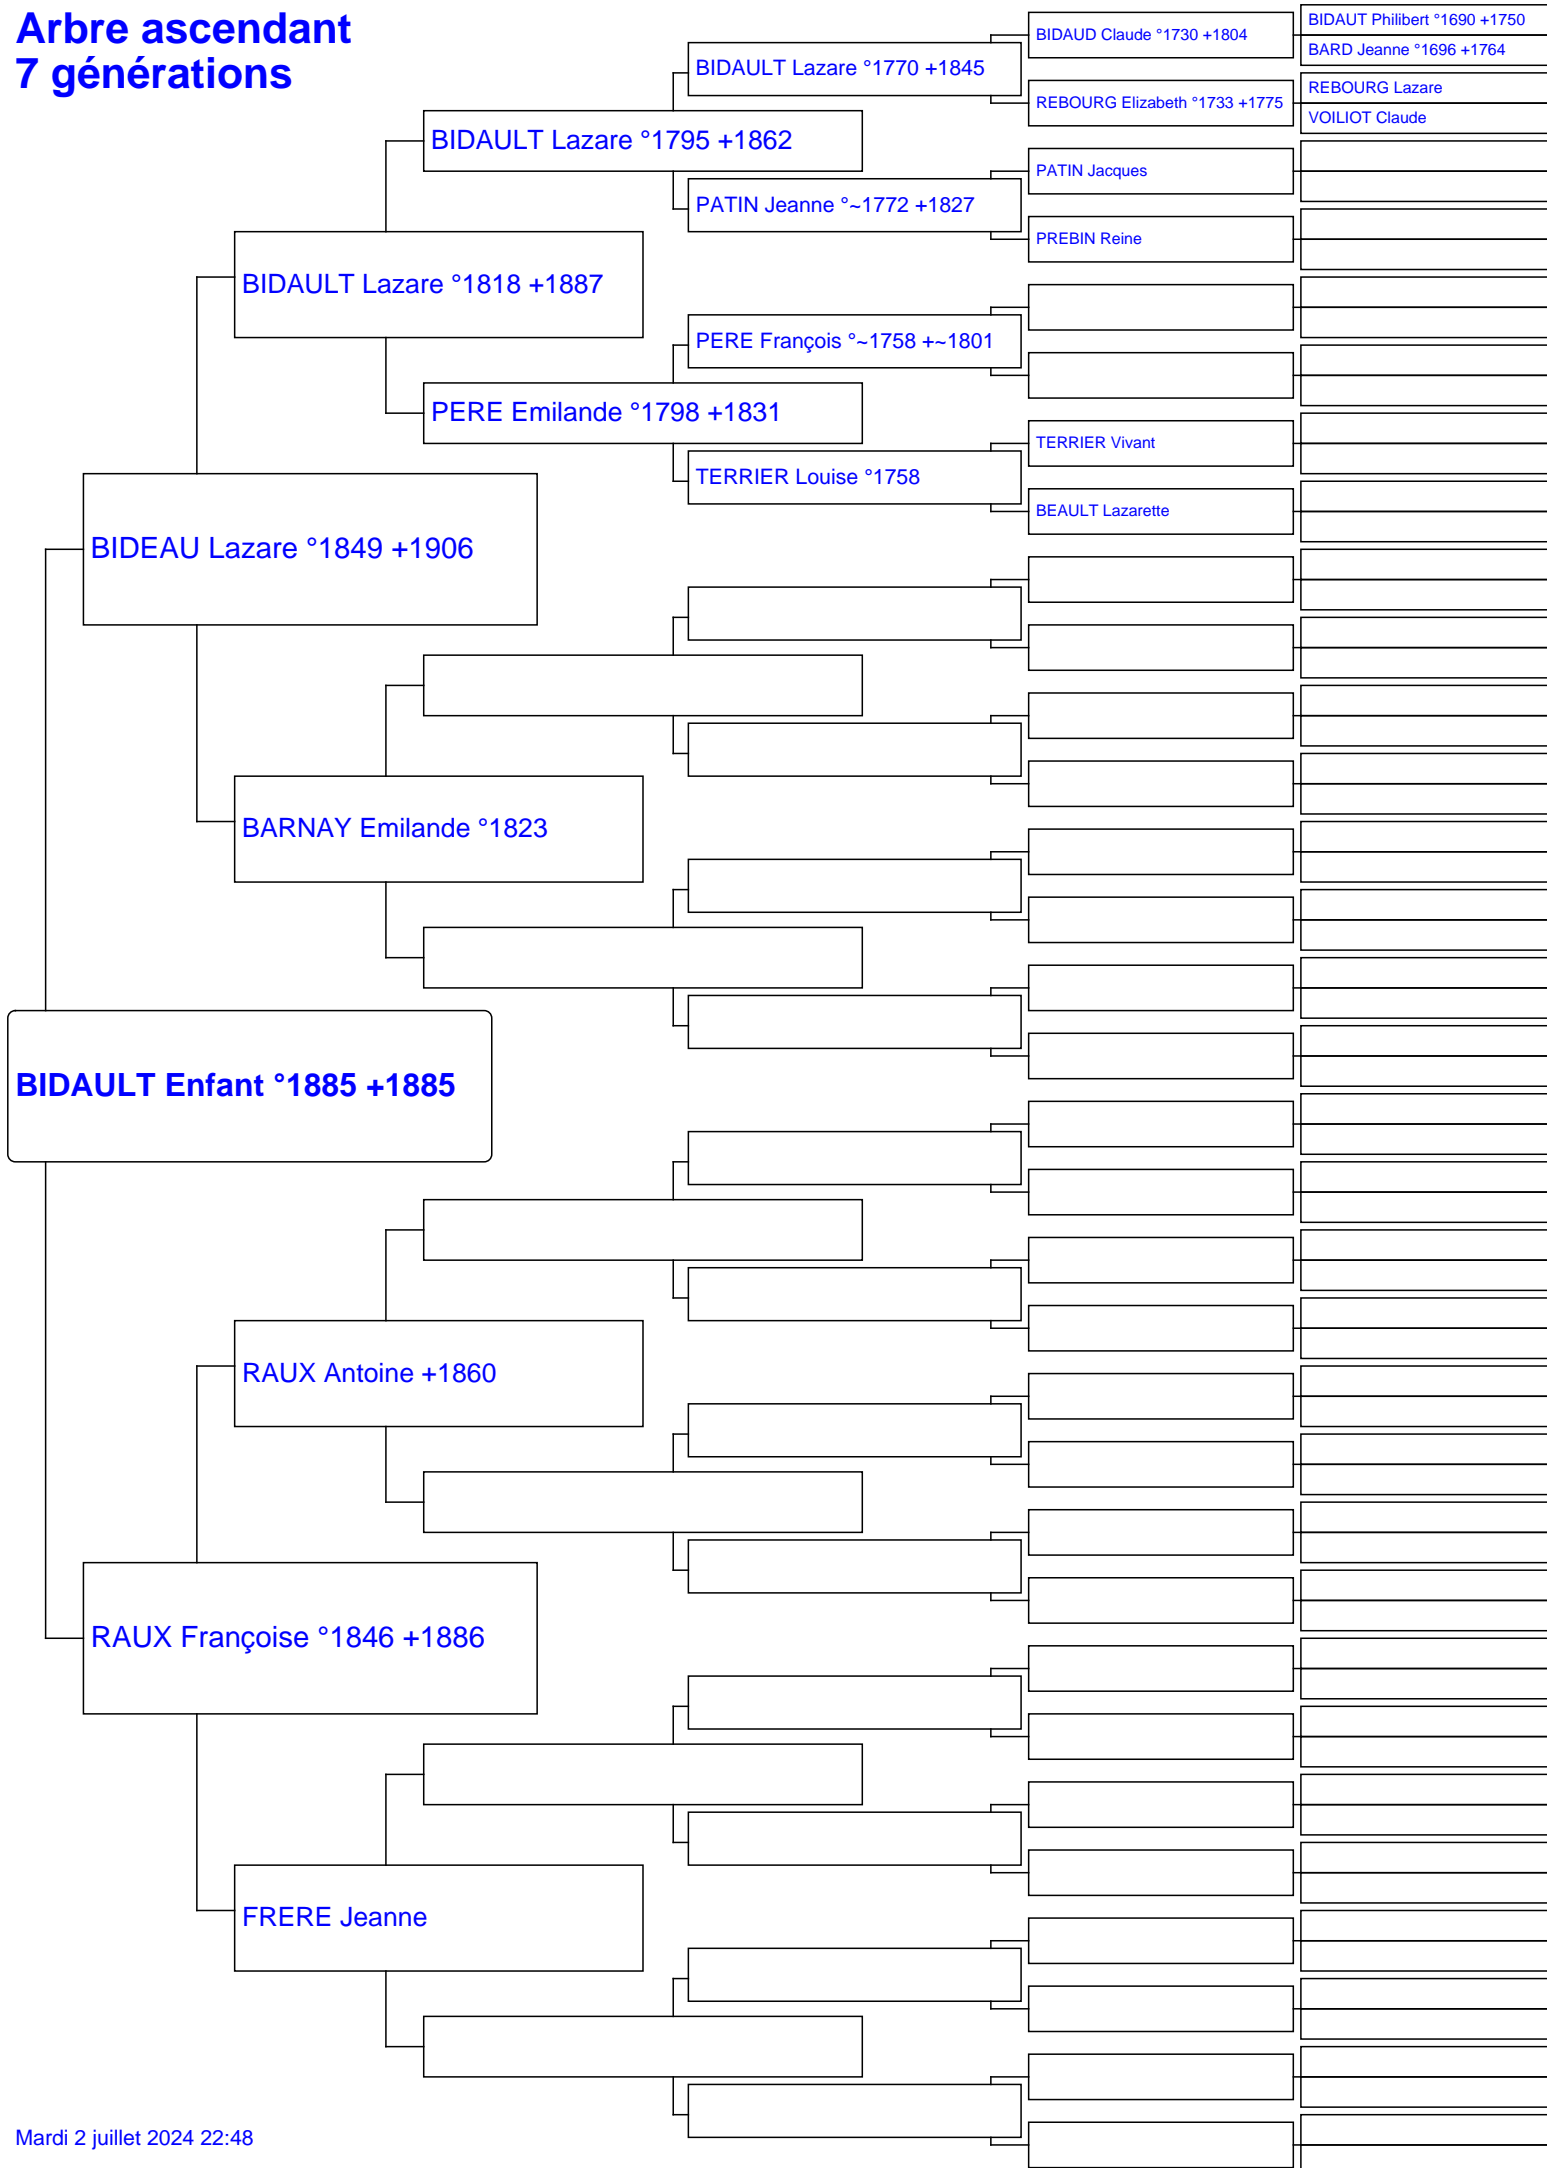 Arbre ascendant
7 générations
BIDAUT Philibert °1690 +1750
BIDAUD Claude °1730 +1804
BARD Jeanne °1696 +1764
BIDAULT Lazare °1770 +1845
REBOURG Lazare
REBOURG Elizabeth °1733 +1775
VOILIOT Claude
BIDAULT Lazare °1795 +1862
PATIN Jacques
PATIN Jeanne °~1772 +1827
PREBIN Reine
BIDAULT Lazare °1818 +1887
PERE François °~1758 +~1801
PERE Emilande °1798 +1831
TERRIER Vivant
TERRIER Louise °1758
BEAULT Lazarette
BIDEAU Lazare °1849 +1906
BARNAY Emilande °1823
BIDAULT Enfant °1885 +1885
RAUX Antoine +1860
RAUX Françoise °1846 +1886
FRERE Jeanne
Mardi 2 juillet 2024 22:48